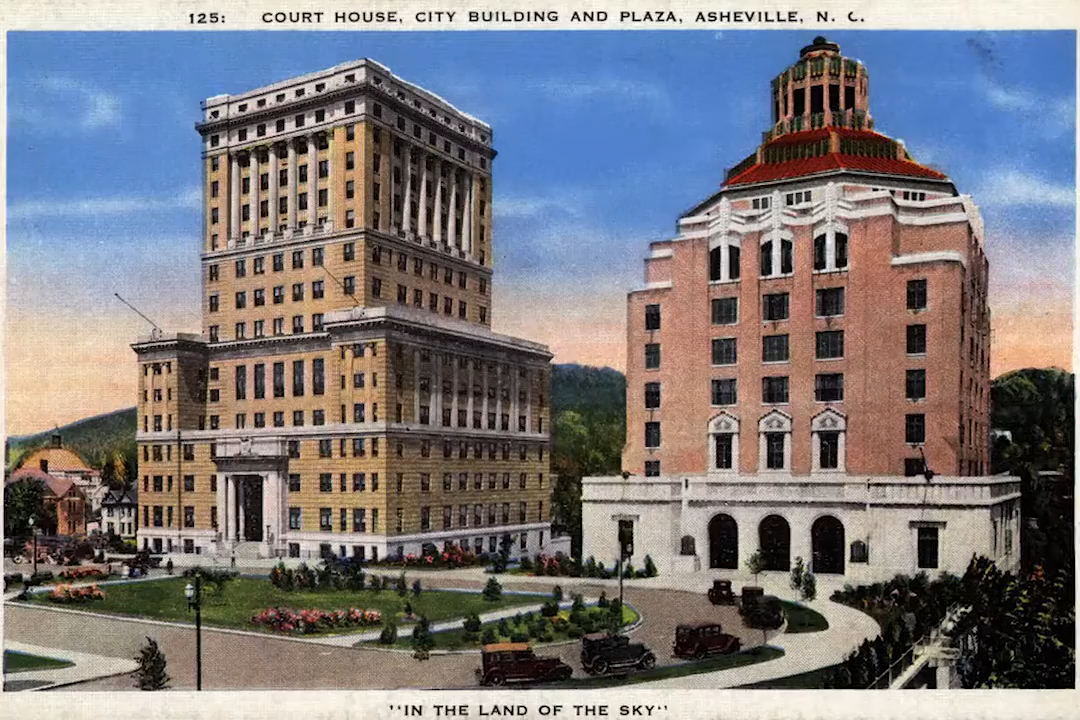 125: COURT HOUSE, CITY BUILDING AND PLAZA, ASHEVILLE, N. C.
"IN THE LAND OF THE SKY"